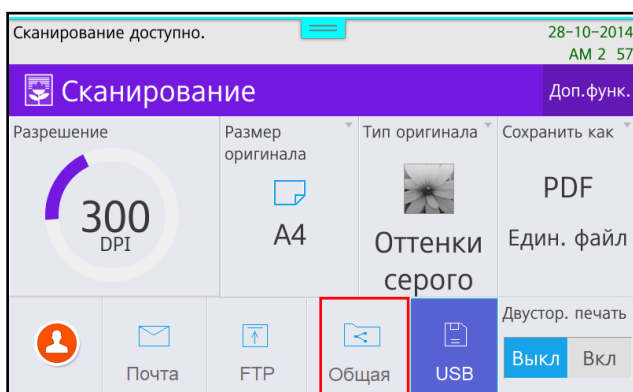 Сканирование доступно.
28-10-2014
AM 2 57
Сканирование
Доп.функ.
Разрешение
300
DPI
Размер
оригинала
A4
Тип оригинала
Оттенки
серого
Сохранить как
PDF
Един. файл
Почта
FTP
Общая
USB
Двустор. печать
Выкл
Вкл